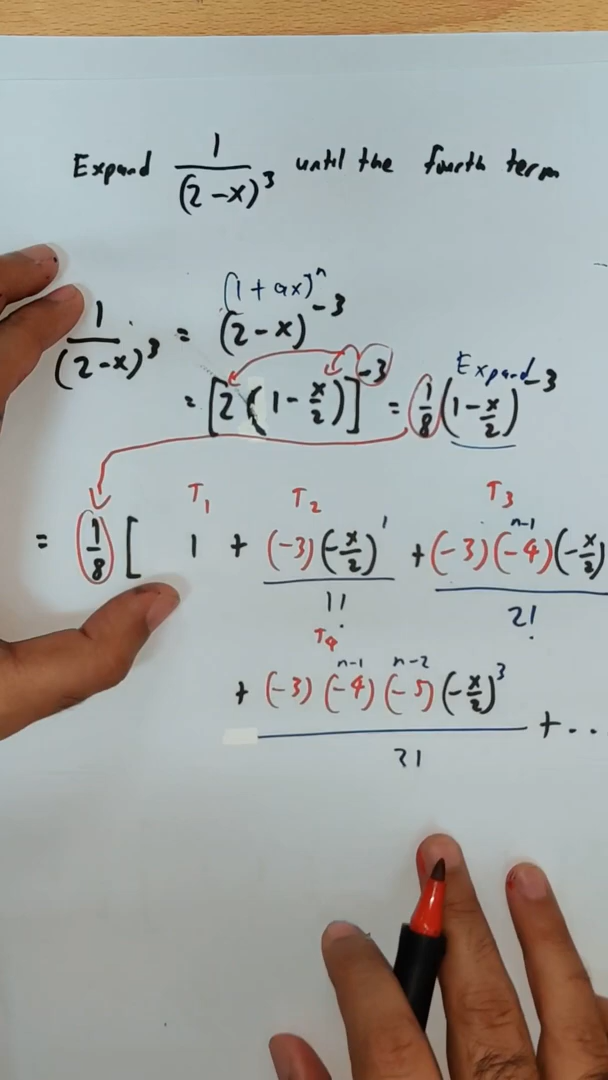 Expand 1/(2-x)³ until the fourth term
(1 + ax)ⁿ
1/(2-x)³ = (2-x)⁻³
Expand
= [2(1 - x/2)]⁻³ = 1/8 (1 - x/2)⁻³
T₁ T₂ T₃
n-1
= 1/8 [ 1 + (-3)(-x/2)¹/1! + (-3)(-4)(-x/2)/2!
T₄ n-1 n-2
+ (-3)(-4)(-5)(-x/2)³/3! + ...